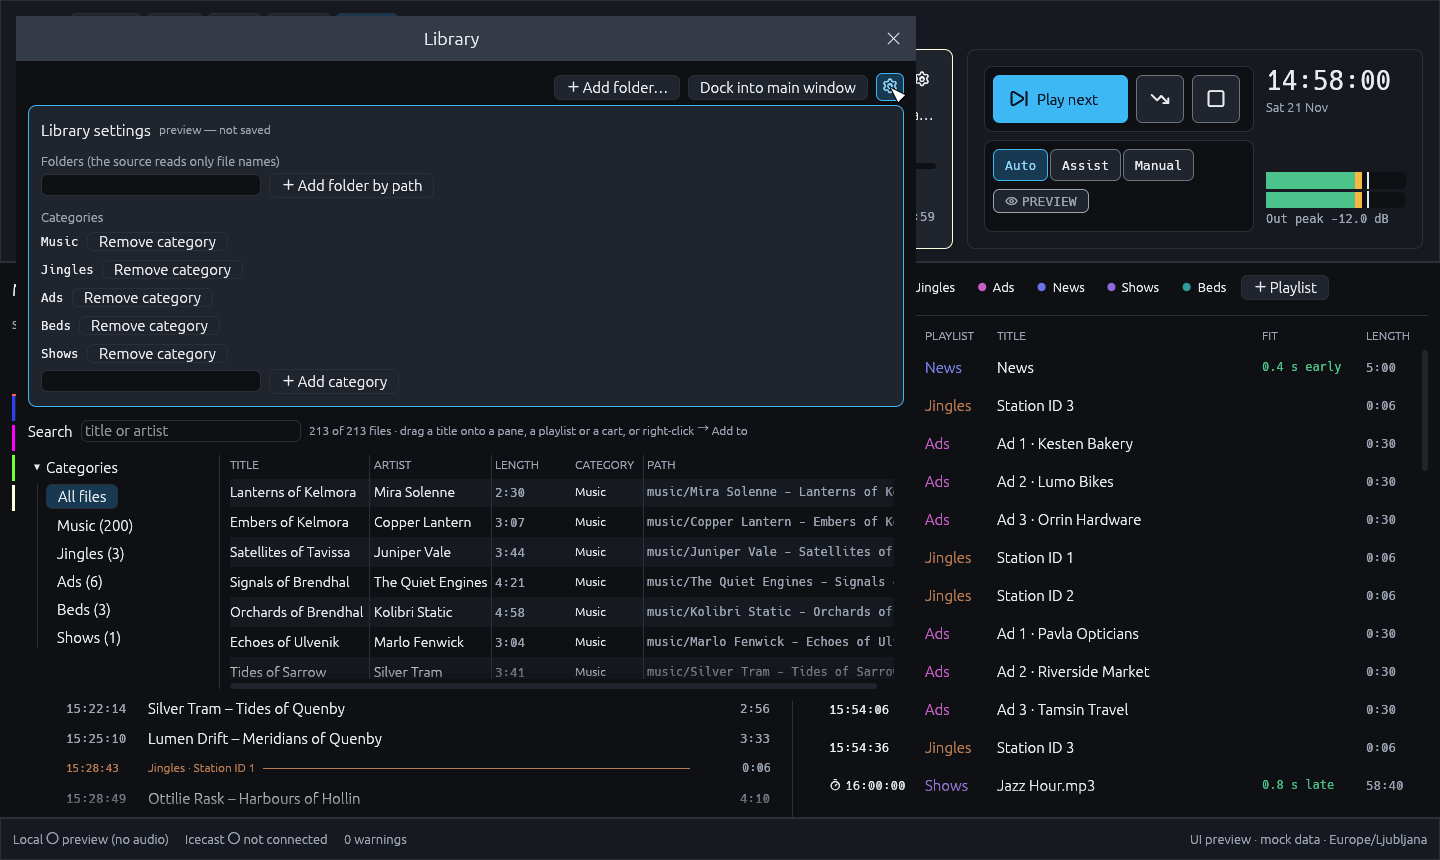 Library
+ Add folder…
Dock into main window
Library settings preview — not saved
Folders (the source reads only file names)
+ Add folder by path
Categories
Music Remove category
Jingles Remove category
Ads Remove category
Beds Remove category
Shows Remove category
+ Add category
Search title or artist 213 of 213 files · drag a title onto a pane, a playlist or a cart, or right-click → Add to
▾ Categories
All files
Music (200)
Jingles (3)
Ads (6)
Beds (3)
Shows (1)
TITLE ARTIST LENGTH CATEGORY PATH
Lanterns of Kelmora Mira Solenne 2:30 Music music/Mira Solenne – Lanterns of
Embers of Kelmora Copper Lantern 3:07 Music music/Copper Lantern – Embers of
Satellites of Tavissa Juniper Vale 3:44 Music music/Juniper Vale – Satellites of
Signals of Brendhal The Quiet Engines 4:21 Music music/The Quiet Engines – Signals
Orchards of Brendhal Kolibri Static 4:58 Music music/Kolibri Static – Orchards of
Echoes of Ulvenik Marlo Fenwick 3:04 Music music/Marlo Fenwick – Echoes of
Tides of Sarrow Silver Tram 3:41 Music music/Silver Tram – Tides of
15:22:14 Silver Tram – Tides of Quenby 2:56
15:25:10 Lumen Drift – Meridians of Quenby 3:33
15:28:43 Jingles · Station ID 1 0:06
15:28:49 Ottilie Rask – Harbours of Hollin 4:10
15:54:06
15:54:36
16:00:00
a…
:59
Play next
14:58:00
Sat 21 Nov
Auto Assist Manual
PREVIEW
Out peak -12.0 dB
Jingles Ads News Shows Beds + Playlist
PLAYLIST TITLE FIT LENGTH
News News 0.4 s early 5:00
Jingles Station ID 3 0:06
Ads Ad 1 · Kesten Bakery 0:30
Ads Ad 2 · Lumo Bikes 0:30
Ads Ad 3 · Orrin Hardware 0:30
Jingles Station ID 1 0:06
Jingles Station ID 2 0:06
Ads Ad 1 · Pavla Opticians 0:30
Ads Ad 2 · Riverside Market 0:30
Ads Ad 3 · Tamsin Travel 0:30
Jingles Station ID 3 0:06
Shows Jazz Hour.mp3 0.8 s late 58:40
Local preview (no audio) Icecast not connected 0 warnings
UI preview · mock data · Europe/Ljubljana